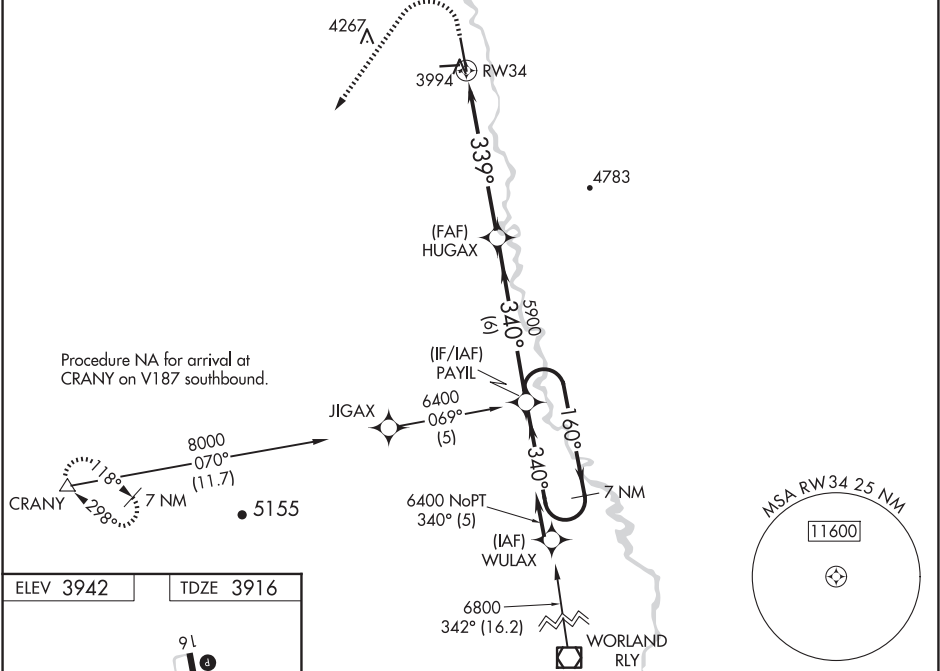 4267
3994
RW34
339°
4783
(FAF)
HUGAX
5900
340°
(6)
Procedure NA for arrival at
CRANY on V187 southbound.
(IF/IAF)
PAYIL
JIGAX
6400
069°
(5)
160°
8000
070°
(11.7)
118°
298°
7 NM
CRANY
5155
340°
7 NM
6400 NoPT
340° (5)
(IAF)
WULAX
MSA RW34 25 NM
11600
ELEV 3942
TDZE 3916
6800
342° (16.2)
WORLAND
RLY
16
P